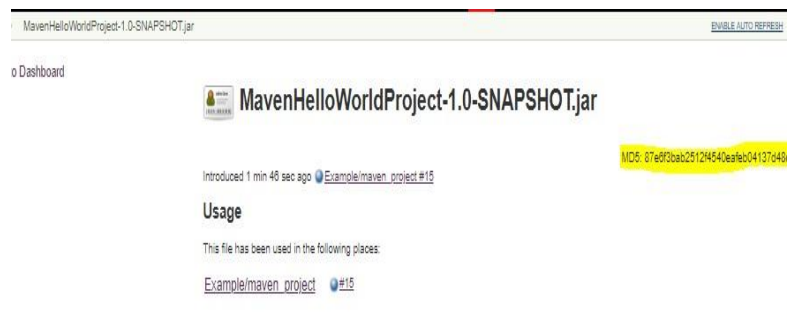 MavenHelloWorldProject-1.0-SNAPSHOT.jar
ENABLE AUTO REFRESH
o Dashboard
MavenHelloWorldProject-1.0-SNAPSHOT.jar
MD5: 87e6f3bab2512f4540eafeb04137d48
Introduced 1 min 46 sec ago Example/maven_project #15
Usage
This file has been used in the following places:
Example/maven_project #15